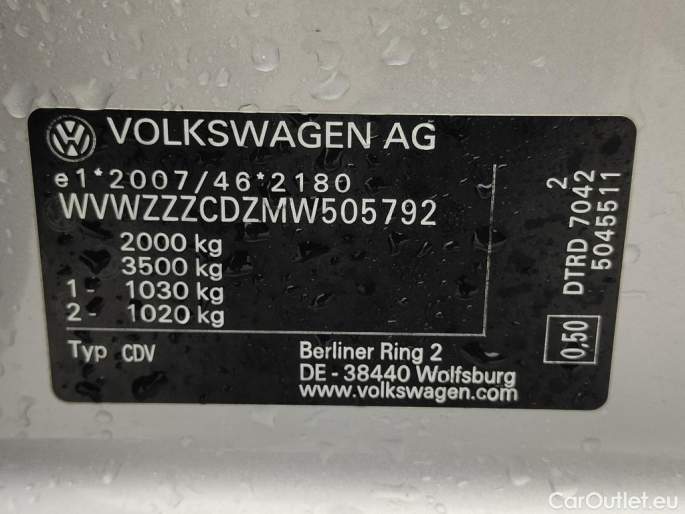 VOLKSWAGEN AG
e1*2007/46*2180
WVWZZZCDZMW505792
2000 kg
3500 kg
1- 1030 kg
2- 1020 kg
Typ CDV
Berliner Ring 2
DE - 38440 Wolfsburg
www.volkswagen.com
2
DTRD 7042
5045511
0,50
CarOutlet.eu